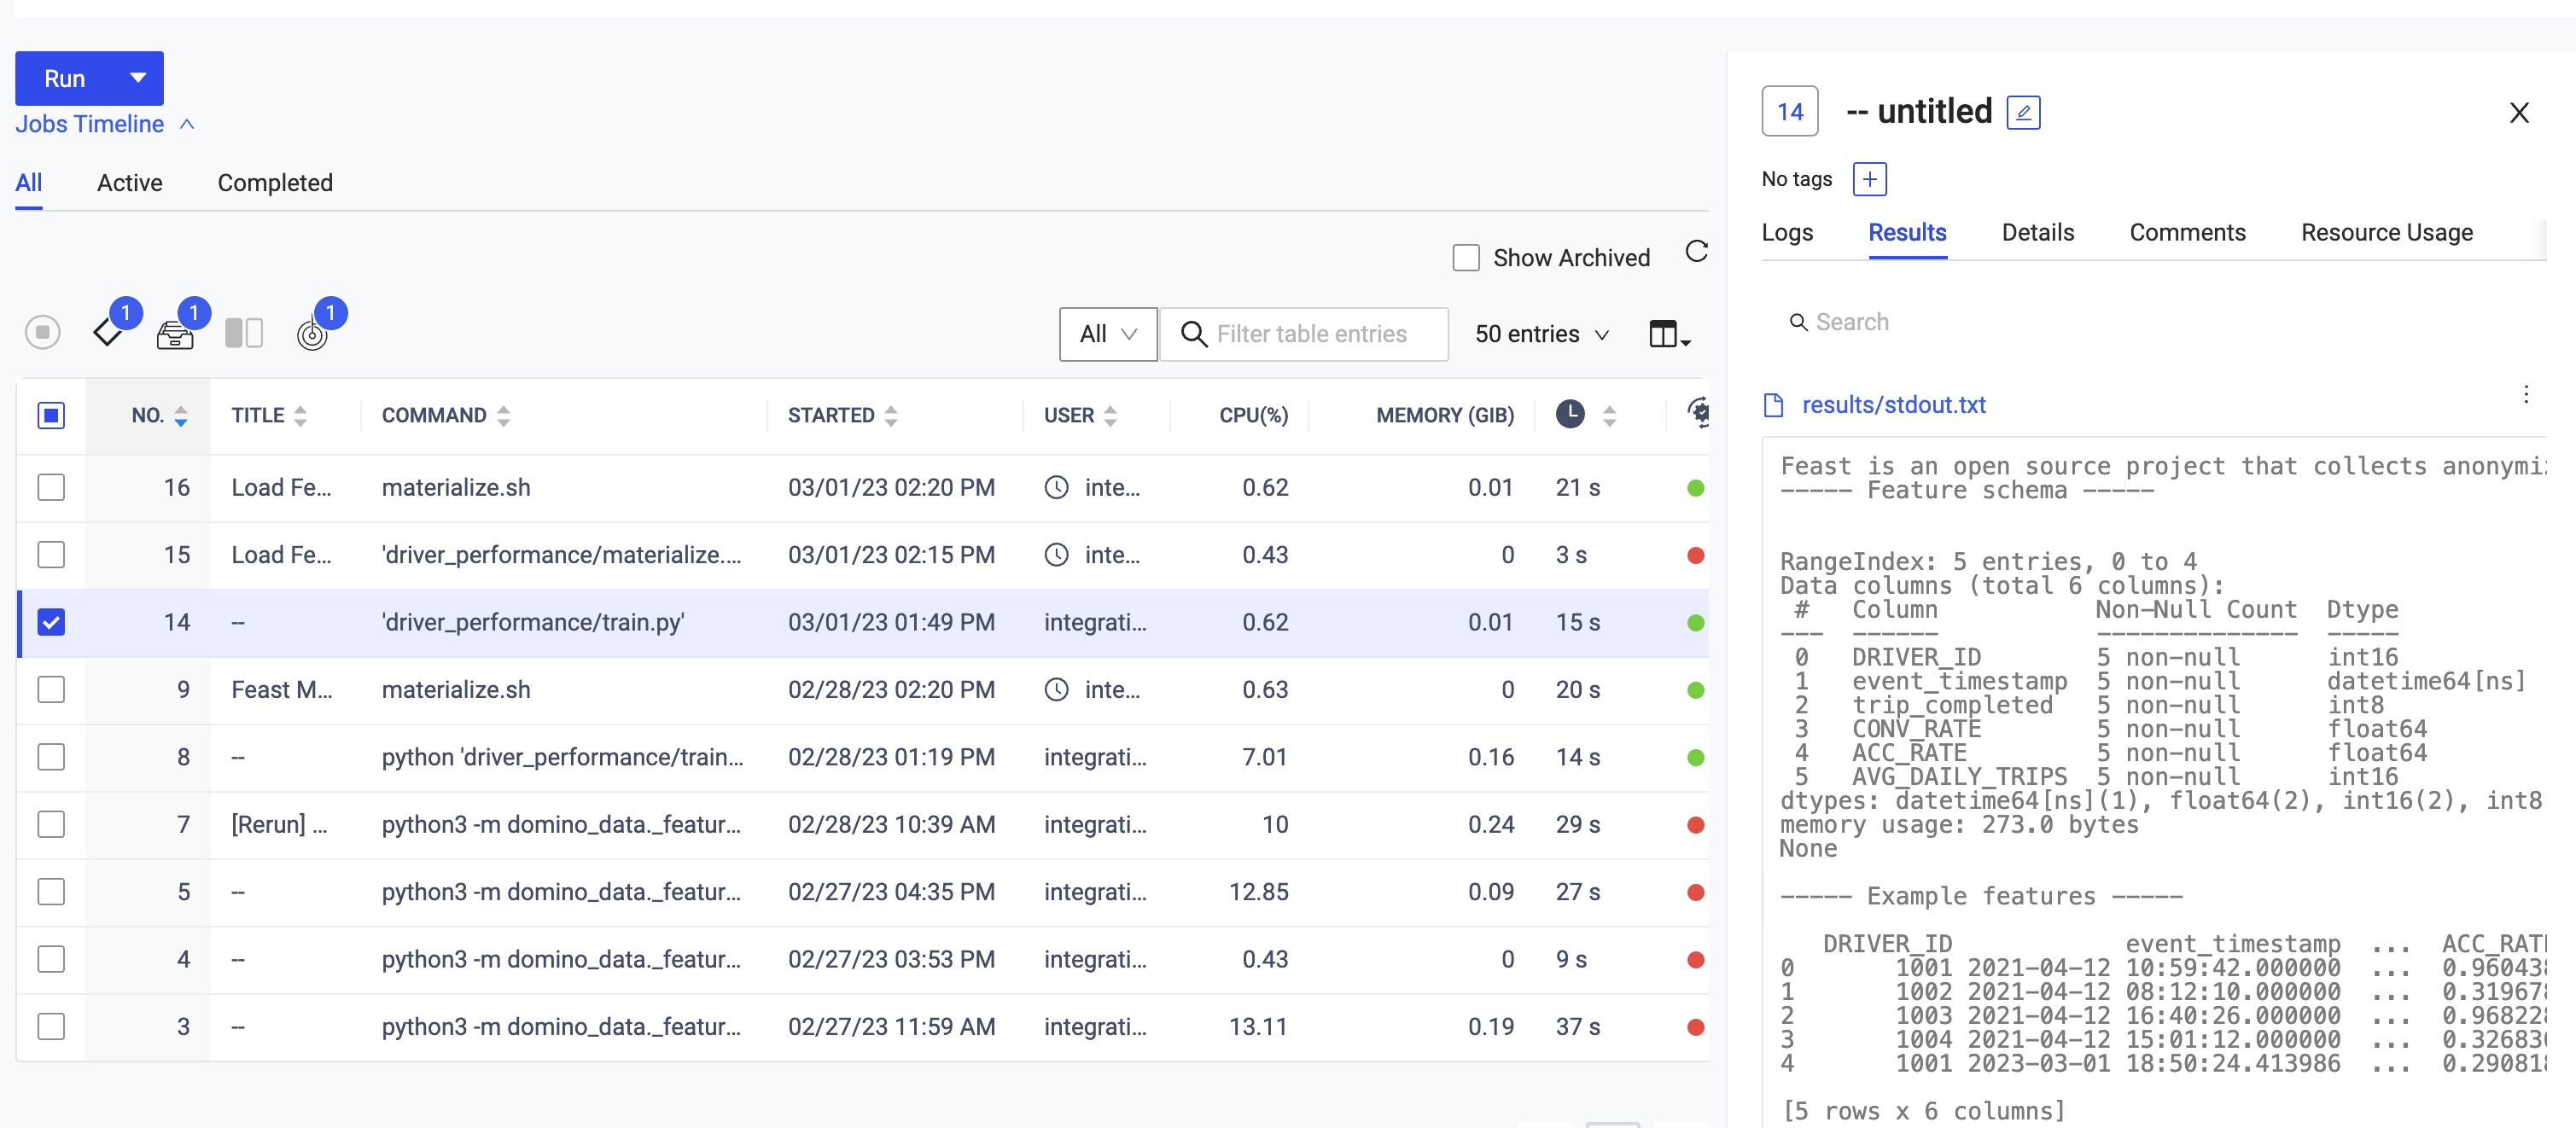 Run
Jobs Timeline
All Active Completed
Show Archived
1 1 1
All Filter table entries 50 entries
NO. TITLE COMMAND STARTED USER CPU(%) MEMORY (GIB)
16 Load Fe... materialize.sh 03/01/23 02:20 PM inte... 0.62 0.01 21 s
15 Load Fe... 'driver_performance/materialize.... 03/01/23 02:15 PM inte... 0.43 0 3 s
14 -- 'driver_performance/train.py' 03/01/23 01:49 PM integrati... 0.62 0.01 15 s
9 Feast M... materialize.sh 02/28/23 02:20 PM inte... 0.63 0 20 s
8 -- python 'driver_performance/train... 02/28/23 01:19 PM integrati... 7.01 0.16 14 s
7 [Rerun] ... python3 -m domino_data._featur... 02/28/23 10:39 AM integrati... 10 0.24 29 s
5 -- python3 -m domino_data._featur... 02/27/23 04:35 PM integrati... 12.85 0.09 27 s
4 -- python3 -m domino_data._featur... 02/27/23 03:53 PM integrati... 0.43 0 9 s
3 -- python3 -m domino_data._featur... 02/27/23 11:59 AM integrati... 13.11 0.19 37 s
14 -- untitled
No tags
Logs Results Details Comments Resource Usage
Search
results/stdout.txt
Feast is an open source project that collects
----- Feature schema -----
RangeIndex: 5 entries, 0 to 4
Data columns (total 6 columns):
# Column Non-Null Count Dtype
--- ------ -------------- -----
0 DRIVER_ID 5 non-null int16
1 event_timestamp 5 non-null datetime64[ns]
2 trip_completed 5 non-null int8
3 CONV_RATE 5 non-null float64
4 ACC_RATE 5 non-null float64
5 AVG_DAILY_TRIPS 5 non-null int16
dtypes: datetime64[ns](1), float64(2), int16(2), int8
memory usage: 273.0 bytes
None
----- Example features -----
DRIVER_ID event_timestamp ...
0 1001 2021-04-12 10:59:42.000000 ... 0.96043
1 1002 2021-04-12 08:12:10.000000 ... 0.31967
2 1003 2021-04-12 16:40:26.000000 ... 0.96822
3 1004 2021-04-12 15:01:12.000000 ... 0.32683
4 1001 2023-03-01 18:50:24.413986 ... 0.29081
[5 rows x 6 columns]